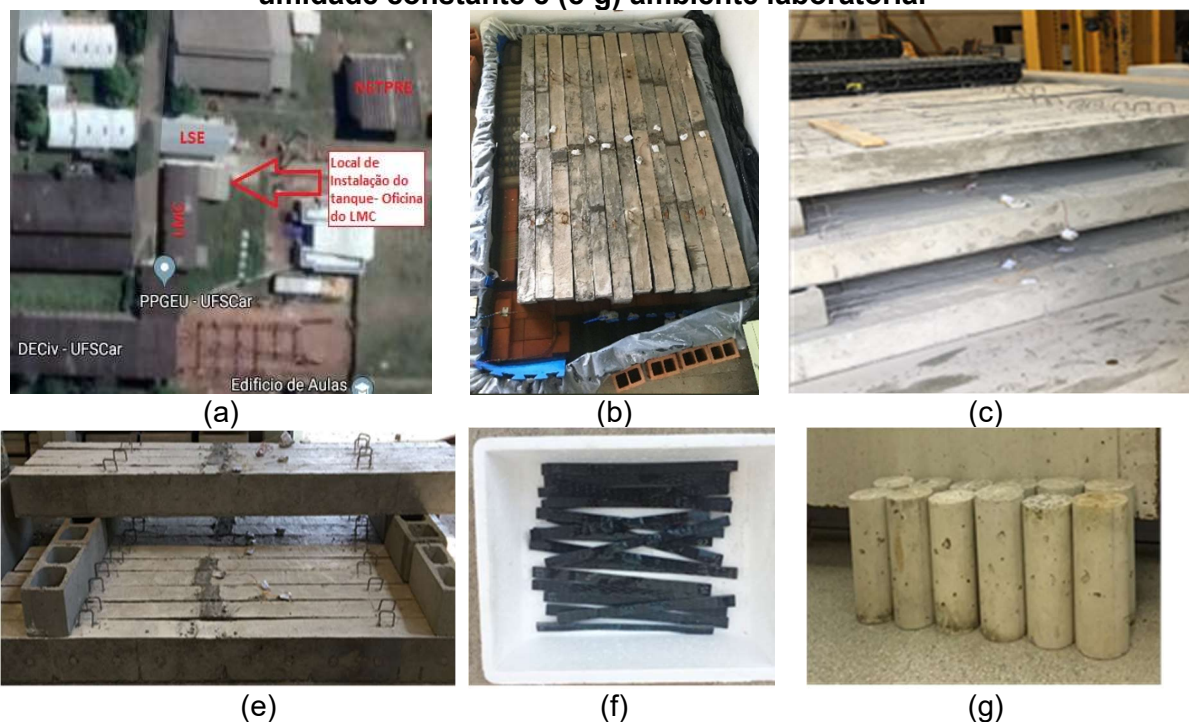 umidade constante e (e-g) ambiente laboratorial
NETPRE
LSE
Local de
Instalação do
tanque- Oficina
do LMC
LMC
PPGEU - UFSCar
DECiv - UFSCar
Edificio de Aulas
(a)
(b)
(c)
(e)
(f)
(g)